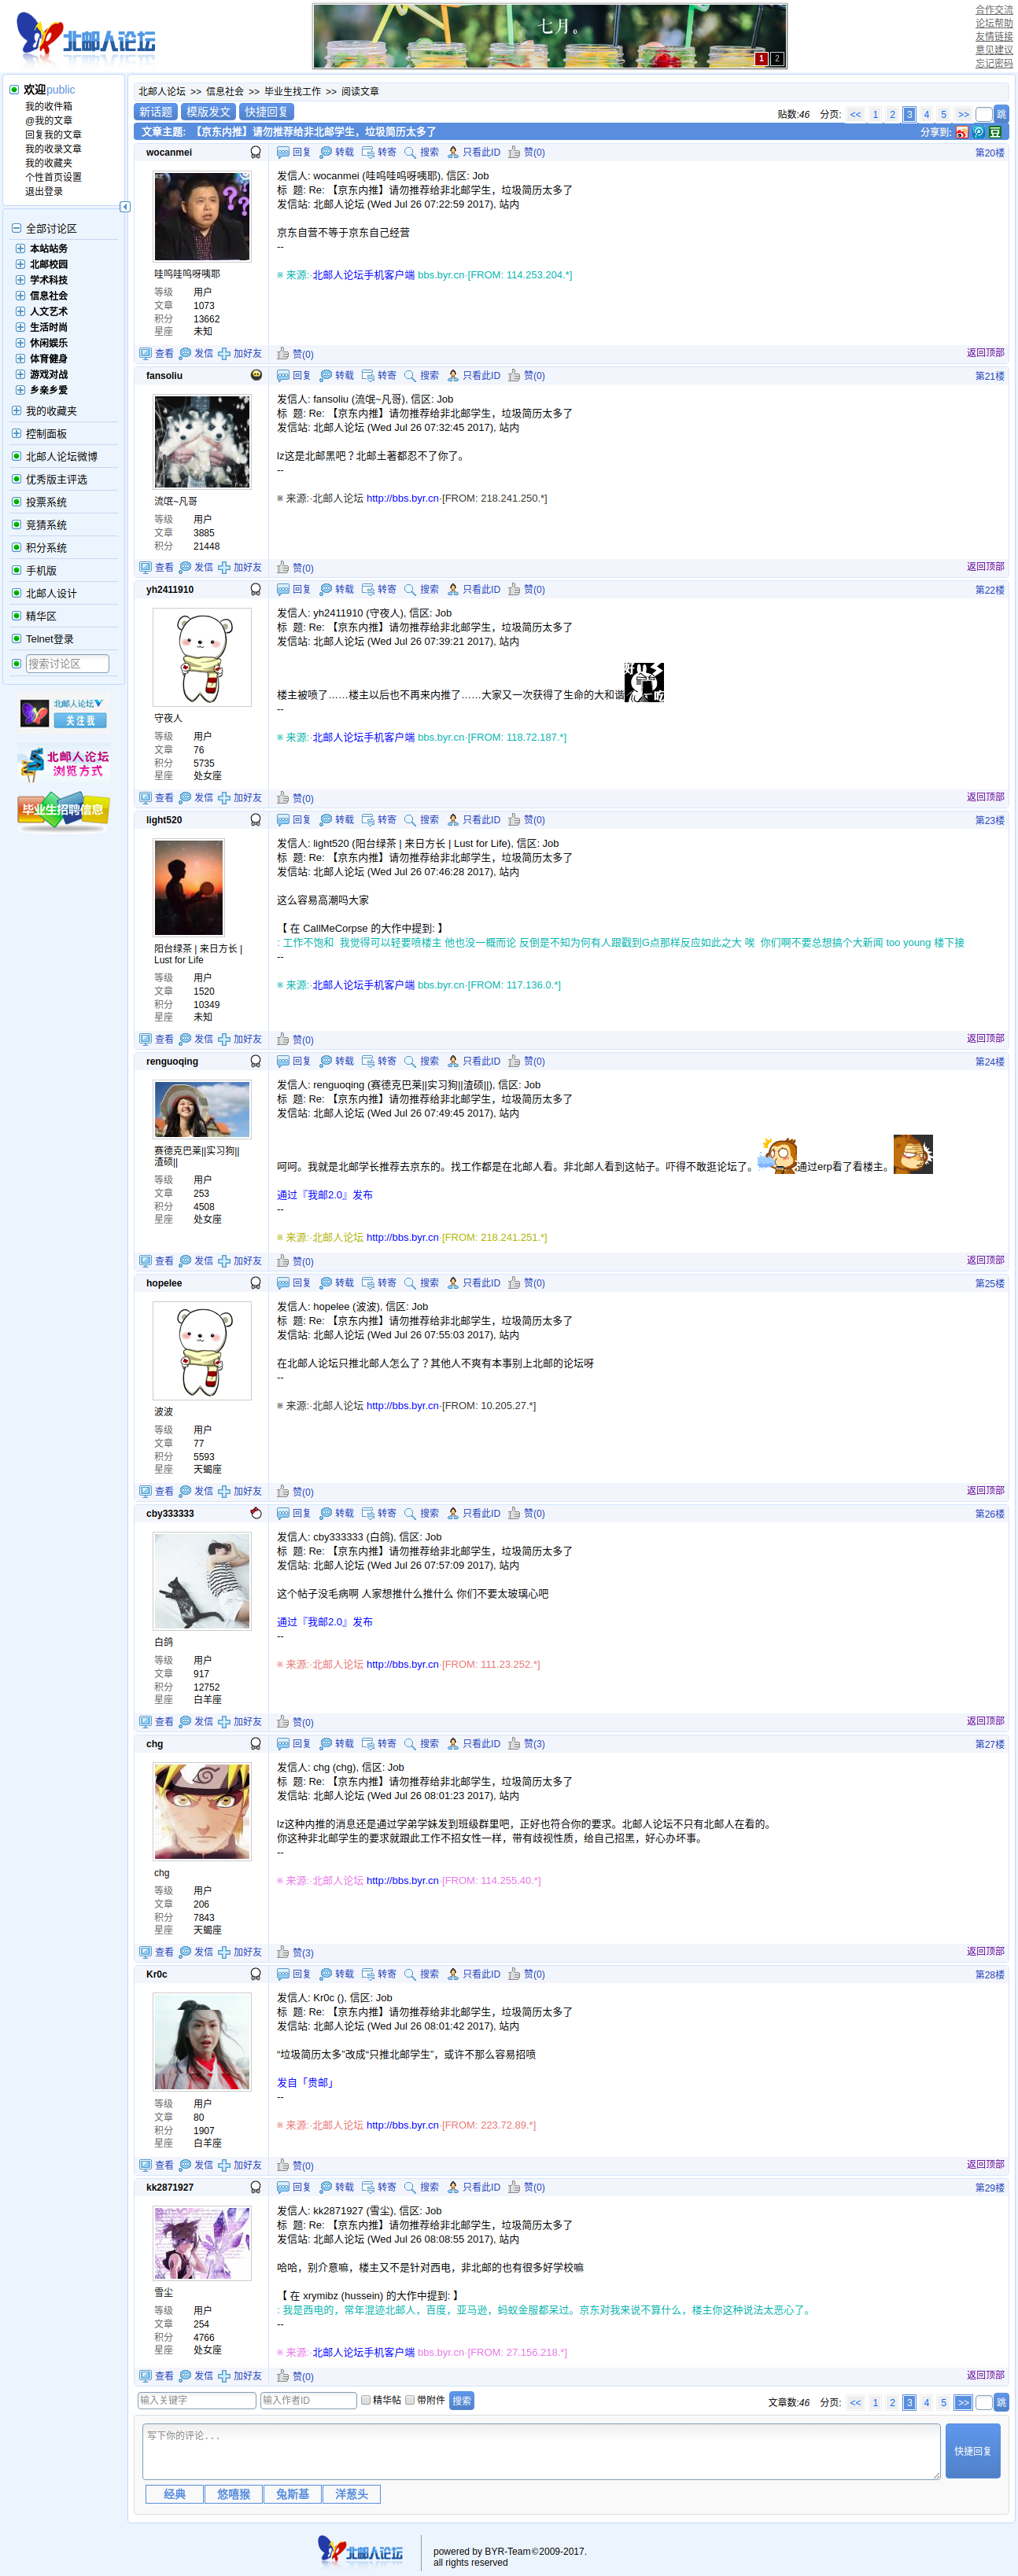 北邮人论坛
七月。
1 2
合作交流
论坛帮助
友情链接
意见建议
忘记密码
欢迎public
我的收件箱
@我的文章
回复我的文章
我的收录文章
我的收藏夹
个性首页设置
退出登录
全部讨论区
本站站务
北邮校园
学术科技
信息社会
人文艺术
生活时尚
休闲娱乐
体育健身
游戏对战
乡亲乡爱
我的收藏夹
控制面板
北邮人论坛微博
优秀版主评选
投票系统
竞猜系统
积分系统
手机版
北邮人设计
精华区
Telnet登录
搜索讨论区
北邮人论坛
关注我
北邮人论坛
浏览方式
毕业生招聘信息
北邮人论坛 >> 信息社会 >> 毕业生找工作 >> 阅读文章
新话题 模版发文 快捷回复
贴数:46 分页: << 1 2 3 4 5 >> 跳
文章主题: 【京东内推】请勿推荐给非北邮学生，垃圾简历太多了
分享到:
wocanmei
回复 转载 转寄 搜索 只看此ID 赞(0)
第20楼
哇呜哇呜呀咦耶
等级 用户
文章 1073
积分 13662
星座 未知
发信人: wocanmei (哇呜哇呜呀咦耶), 信区: Job
标 题: Re: 【京东内推】请勿推荐给非北邮学生，垃圾简历太多了
发信站: 北邮人论坛 (Wed Jul 26 07:22:59 2017), 站内
京东自营不等于京东自己经营
--
※ 来源:·北邮人论坛手机客户端 bbs.byr.cn·[FROM: 114.253.204.*]
查看 发信 加好友 赞(0)
返回顶部
fansoliu
回复 转载 转寄 搜索 只看此ID 赞(0)
第21楼
流氓~凡哥
等级 用户
文章 3885
积分 21448
发信人: fansoliu (流氓~凡哥), 信区: Job
标 题: Re: 【京东内推】请勿推荐给非北邮学生，垃圾简历太多了
发信站: 北邮人论坛 (Wed Jul 26 07:32:45 2017), 站内
lz这是北邮黑吧？北邮土著都忍不了你了。
--
※ 来源:·北邮人论坛 http://bbs.byr.cn·[FROM: 218.241.250.*]
查看 发信 加好友 赞(0)
返回顶部
yh2411910
回复 转载 转寄 搜索 只看此ID 赞(0)
第22楼
守夜人
等级 用户
文章 76
积分 5735
星座 处女座
发信人: yh2411910 (守夜人), 信区: Job
标 题: Re: 【京东内推】请勿推荐给非北邮学生，垃圾简历太多了
发信站: 北邮人论坛 (Wed Jul 26 07:39:21 2017), 站内
楼主被喷了……楼主以后也不再来内推了……大家又一次获得了生命的大和谐
--
※ 来源:·北邮人论坛手机客户端 bbs.byr.cn·[FROM: 118.72.187.*]
查看 发信 加好友 赞(0)
返回顶部
light520
回复 转载 转寄 搜索 只看此ID 赞(0)
第23楼
阳台绿茶 | 来日方长 |
Lust for Life
等级 用户
文章 1520
积分 10349
星座 未知
发信人: light520 (阳台绿茶 | 来日方长 | Lust for Life), 信区: Job
标 题: Re: 【京东内推】请勿推荐给非北邮学生，垃圾简历太多了
发信站: 北邮人论坛 (Wed Jul 26 07:46:28 2017), 站内
这么容易高潮吗大家
【 在 CallMeCorpse 的大作中提到: 】
: 工作不饱和 我觉得可以轻要喷楼主 他也没一概而论 反倒是不知为何有人跟戳到G点那样反应如此之大 唉 你们啊不要总想搞个大新闻 too young 楼下接
--
※ 来源:·北邮人论坛手机客户端 bbs.byr.cn·[FROM: 117.136.0.*]
查看 发信 加好友 赞(0)
返回顶部
renguoqing
回复 转载 转寄 搜索 只看此ID 赞(0)
第24楼
赛德克巴莱||实习狗||
渣硕||
等级 用户
文章 253
积分 4508
星座 处女座
发信人: renguoqing (赛德克巴莱||实习狗||渣硕||), 信区: Job
标 题: Re: 【京东内推】请勿推荐给非北邮学生，垃圾简历太多了
发信站: 北邮人论坛 (Wed Jul 26 07:49:45 2017), 站内
呵呵。我就是北邮学长推荐去京东的。找工作都是在北邮人看。非北邮人看到这帖子。吓得不敢逛论坛了。通过erp看了看楼主。
通过『我邮2.0』发布
--
※ 来源:·北邮人论坛 http://bbs.byr.cn·[FROM: 218.241.251.*]
查看 发信 加好友 赞(0)
返回顶部
hopelee
回复 转载 转寄 搜索 只看此ID 赞(0)
第25楼
波波
等级 用户
文章 77
积分 5593
星座 天蝎座
发信人: hopelee (波波), 信区: Job
标 题: Re: 【京东内推】请勿推荐给非北邮学生，垃圾简历太多了
发信站: 北邮人论坛 (Wed Jul 26 07:55:03 2017), 站内
在北邮人论坛只推北邮人怎么了？其他人不爽有本事别上北邮的论坛呀
--
※ 来源:·北邮人论坛 http://bbs.byr.cn·[FROM: 10.205.27.*]
查看 发信 加好友 赞(0)
返回顶部
cby333333
回复 转载 转寄 搜索 只看此ID 赞(0)
第26楼
白鸽
等级 用户
文章 917
积分 12752
星座 白羊座
发信人: cby333333 (白鸽), 信区: Job
标 题: Re: 【京东内推】请勿推荐给非北邮学生，垃圾简历太多了
发信站: 北邮人论坛 (Wed Jul 26 07:57:09 2017), 站内
这个帖子没毛病啊 人家想推什么推什么 你们不要太玻璃心吧
通过『我邮2.0』发布
--
※ 来源:·北邮人论坛 http://bbs.byr.cn·[FROM: 111.23.252.*]
查看 发信 加好友 赞(0)
返回顶部
chg
回复 转载 转寄 搜索 只看此ID 赞(3)
第27楼
chg
等级 用户
文章 206
积分 7843
星座 天蝎座
发信人: chg (chg), 信区: Job
标 题: Re: 【京东内推】请勿推荐给非北邮学生，垃圾简历太多了
发信站: 北邮人论坛 (Wed Jul 26 08:01:23 2017), 站内
lz这种内推的消息还是通过学弟学妹发到班级群里吧，正好也符合你的要求。北邮人论坛不只有北邮人在看的。
你这种非北邮学生的要求就跟此工作不招女性一样，带有歧视性质，给自己招黑，好心办坏事。
--
※ 来源:·北邮人论坛 http://bbs.byr.cn·[FROM: 114.255.40.*]
查看 发信 加好友 赞(3)
返回顶部
Kr0c
回复 转载 转寄 搜索 只看此ID 赞(0)
第28楼
等级 用户
文章 80
积分 1907
星座 白羊座
发信人: Kr0c (), 信区: Job
标 题: Re: 【京东内推】请勿推荐给非北邮学生，垃圾简历太多了
发信站: 北邮人论坛 (Wed Jul 26 08:01:42 2017), 站内
“垃圾简历太多”改成“只推北邮学生”，或许不那么容易招喷
发自「贵邮」
--
※ 来源:·北邮人论坛 http://bbs.byr.cn·[FROM: 223.72.89.*]
查看 发信 加好友 赞(0)
返回顶部
kk2871927
回复 转载 转寄 搜索 只看此ID 赞(0)
第29楼
雪尘
等级 用户
文章 254
积分 4766
星座 处女座
发信人: kk2871927 (雪尘), 信区: Job
标 题: Re: 【京东内推】请勿推荐给非北邮学生，垃圾简历太多了
发信站: 北邮人论坛 (Wed Jul 26 08:08:55 2017), 站内
哈哈，别介意嘛，楼主又不是针对西电，非北邮的也有很多好学校嘛
【 在 xrymibz (hussein) 的大作中提到: 】
: 我是西电的，常年混迹北邮人，百度，亚马逊，蚂蚁金服都呆过。京东对我来说不算什么，楼主你这种说法太恶心了。
--
※ 来源:·北邮人论坛手机客户端 bbs.byr.cn·[FROM: 27.156.218.*]
查看 发信 加好友 赞(0)
返回顶部
输入关键字 输入作者ID 精华帖 带附件 搜索
文章数:46 分页: << 1 2 3 4 5 >> 跳
写下你的评论...
快捷回复
经典 悠嘻猴 兔斯基 洋葱头
北邮人论坛
powered by BYR-Team©2009-2017.
all rights reserved